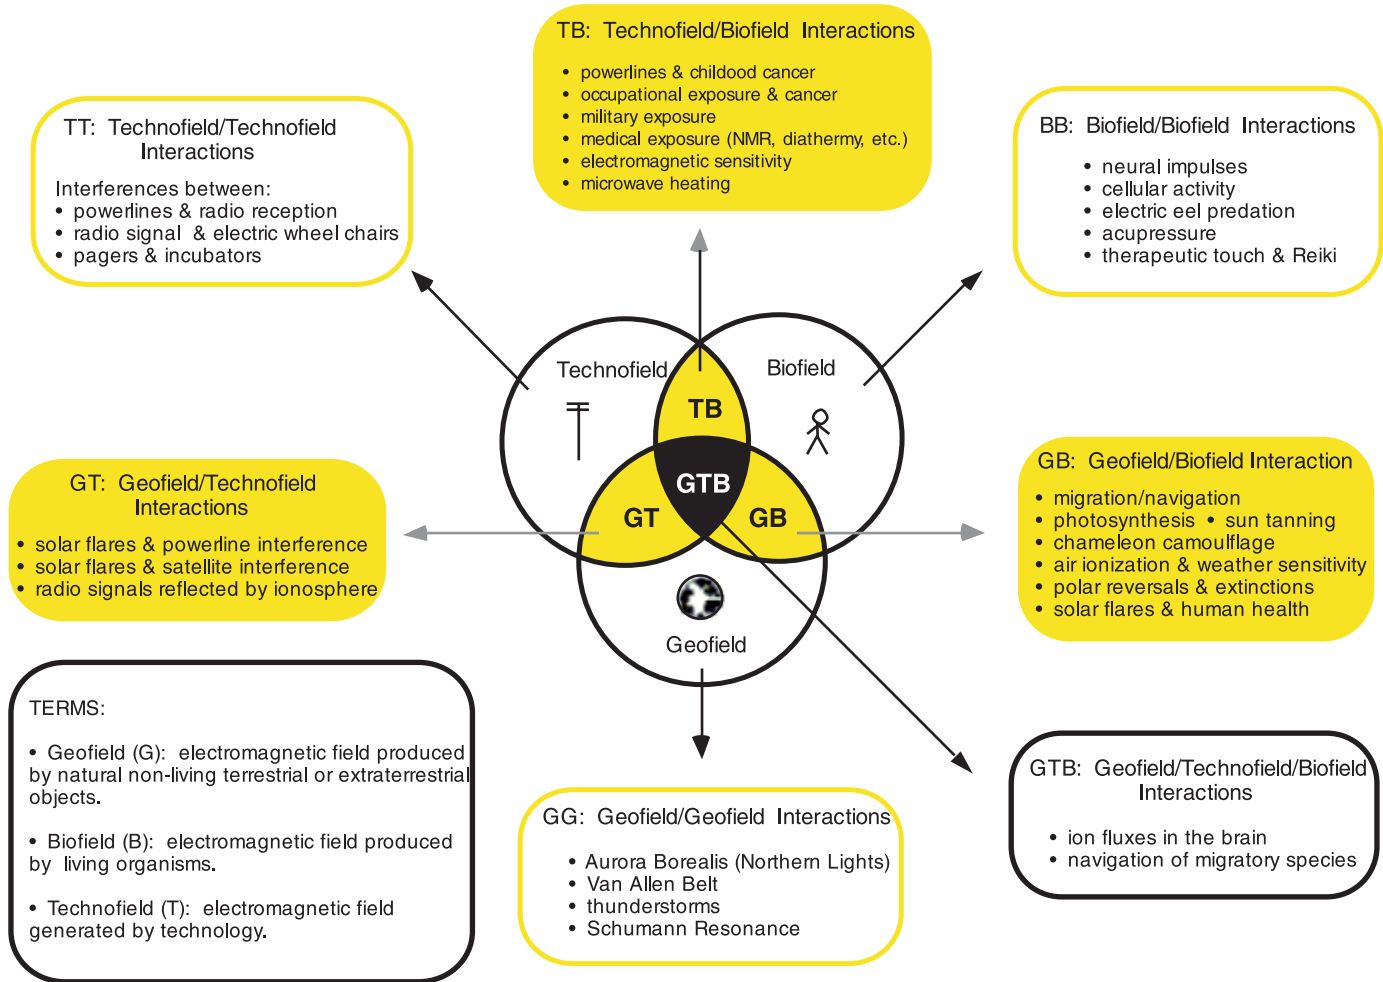 TB: Technofield/Biofield Interactions
• powerlines & childood cancer
• occupational exposure & cancer
• military exposure
• medical exposure (NMR, diathermy, etc.)
• electromagnetic sensitivity
• microwave heating
TT: Technofield/Technofield
Interactions
Interferences between:
• powerlines & radio reception
• radio signal & electric wheel chairs
• pagers & incubators
BB: Biofield/Biofield Interactions
• neural impulses
• cellular activity
• electric eel predation
• acupressure
• therapeutic touch & Reiki
Technofield
Biofield
TB
GTB
GT
GB
Geofield
GT: Geofield/Technofield
Interactions
• solar flares & powerline interference
• solar flares & satellite interference
• radio signals reflected by ionosphere
GB: Geofield/Biofield Interaction
• migration/navigation
• photosynthesis • sun tanning
• chameleon camoulflage
• air ionization & weather sensitivity
• polar reversals & extinctions
• solar flares & human health
TERMS:
• Geofield (G): electromagnetic field produced
by natural non-living terrestrial or extraterrestrial
objects.
• Biofield (B): electromagnetic field produced
by living organisms.
• Technofield (T): electromagnetic field
generated by technology.
GG: Geofield/Geofield Interactions
• Aurora Borealis (Northern Lights)
• Van Allen Belt
• thunderstorms
• Schumann Resonance
GTB: Geofield/Technofield/Biofield
Interactions
• ion fluxes in the brain
• navigation of migratory species